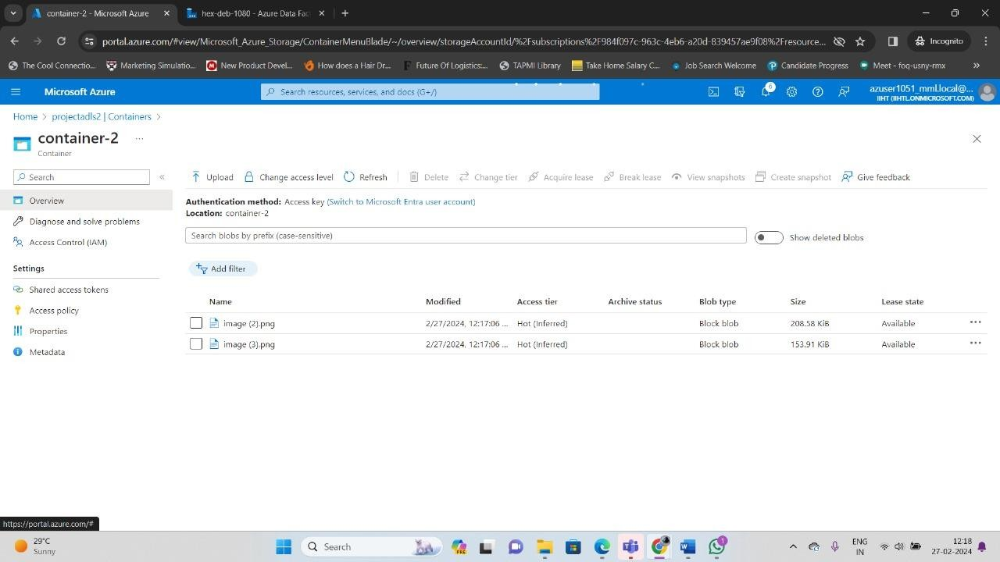 container-2 - Microsoft Azure
hex-deb-1080 - Azure Data Fac
portal.azure.com/#view/Microsoft_Azure_Storage/ContainerMenuBlade/~/overview/storageAccountId/%2Fsubscriptions%2F984f057c-963c-4eb6-a20d-839457ae9f08%2Fresource...
Incognito
The Cool Connectio...
Marketing Simulatio...
New Product Devel...
How does a Hair Dr...
Future Of Logistics:...
TAPMI Library
Take Home Salary C...
Job Search Welcome
Candidate Progress
Meet - foq-usny-rmx
Microsoft Azure
Search resources, services, and docs (G+/)
6
azuser1051_mml.local@...
IIHT (IIHTLONMICROSOFT.COM)
Home > projectadls2 | Containers >
container-2 ...
Container
Search
«
Upload Change access level Refresh Delete Change tier Acquire lease Break lease View snapshots Create snapshot Give feedback
Overview
Diagnose and solve problems
Access Control (IAM)
Settings
Shared access tokens
Access policy
Properties
Metadata
Authentication method: Access key (Switch to Microsoft Entra user account)
Location: container-2
Search blobs by prefix (case-sensitive)
Show deleted blobs
Add filter
Name Modified Access tier Archive status Blob type Size Lease state
image (2).png 2/27/2024, 12:17:06 ... Hot (Inferred) Block blob 208.58 KiB Available ...
image (3).png 2/27/2024, 12:17:06 ... Hot (Inferred) Block blob 153.91 KiB Available ...
https://portal.azure.com/#
29°C
Sunny
Search
PRE
1
ENG
IN
12:18
27-02-2024